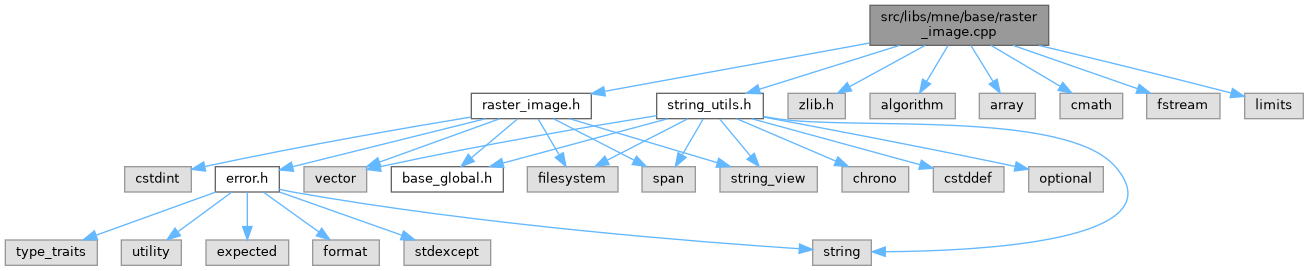 src/libs/mne/base/raster
_image.cpp
raster_image.h
string_utils.h
zlib.h
algorithm
array
cmath
fstream
limits
cstdint
error.h
vector
base_global.h
filesystem
span
string_view
chrono
cstddef
optional
type_traits
utility
expected
format
stdexcept
string